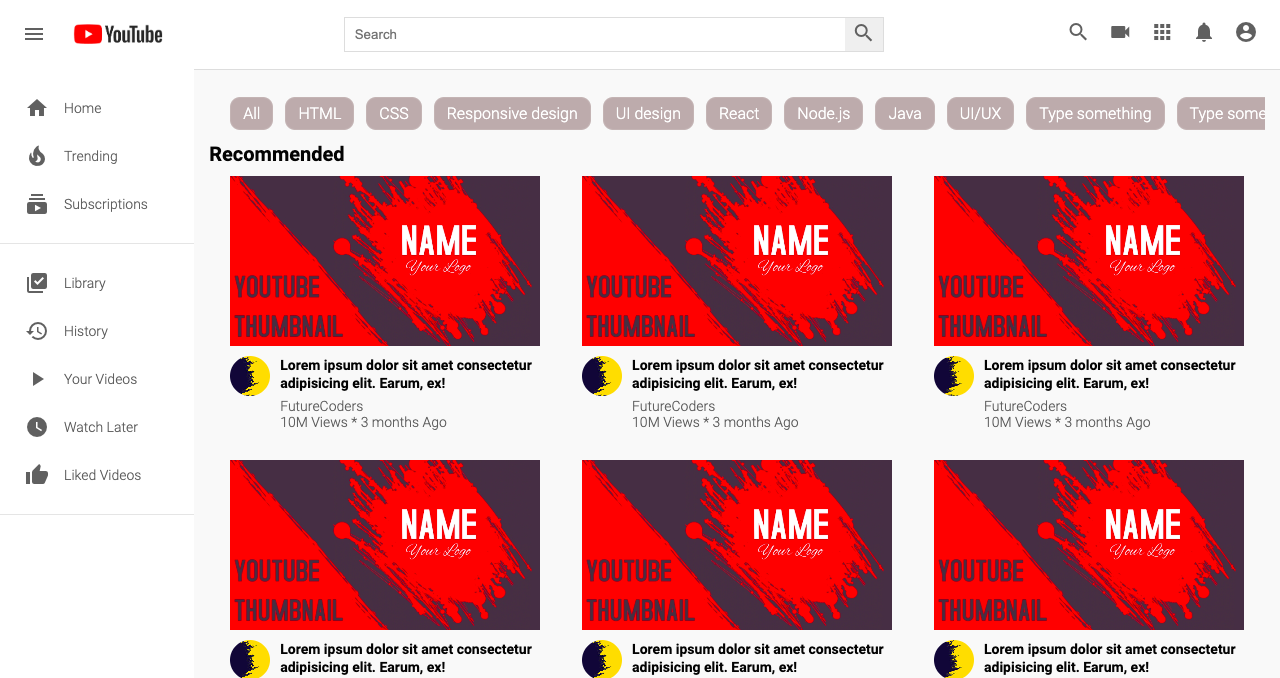 YouTube
Search
Home
Trending
Subscriptions
Library
History
Your Videos
Watch Later
Liked Videos
All HTML CSS Responsive design UI design React Node.js Java UI/UX Type something Type some
Recommended
NAME
Your Logo
YOUTUBE
THUMBNAIL
Lorem ipsum dolor sit amet consectetur
adipisicing elit. Earum, ex!
FutureCoders
10M Views * 3 months Ago
NAME
Your Logo
YOUTUBE
THUMBNAIL
Lorem ipsum dolor sit amet consectetur
adipisicing elit. Earum, ex!
FutureCoders
10M Views * 3 months Ago
NAME
Your Logo
YOUTUBE
THUMBNAIL
Lorem ipsum dolor sit amet consectetur
adipisicing elit. Earum, ex!
FutureCoders
10M Views * 3 months Ago
NAME
Your Logo
YOUTUBE
THUMBNAIL
Lorem ipsum dolor sit amet consectetur
adipisicing elit. Earum, ex!
NAME
Your Logo
YOUTUBE
THUMBNAIL
Lorem ipsum dolor sit amet consectetur
adipisicing elit. Earum, ex!
NAME
Your Logo
YOUTUBE
THUMBNAIL
Lorem ipsum dolor sit amet consectetur
adipisicing elit. Earum, ex!